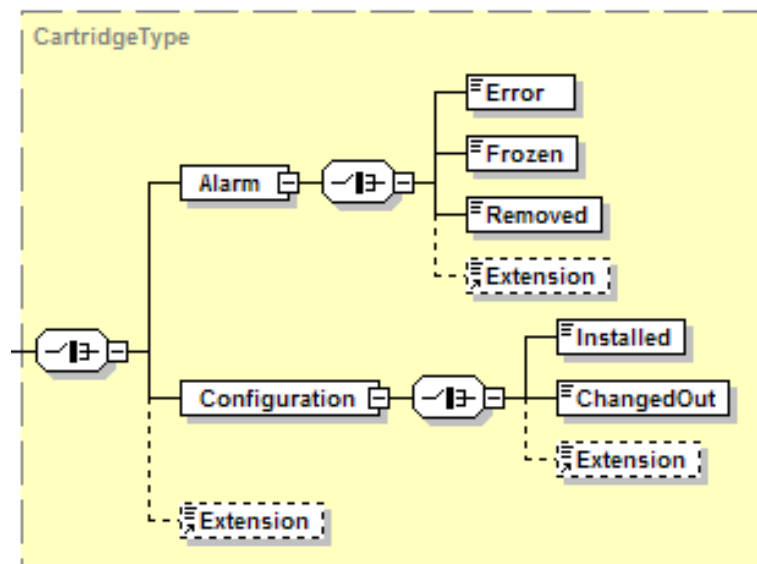 CartridgeType
Error
Frozen
Alarm
Removed
Extension
Installed
Configuration
ChangedOut
Extension
Extension